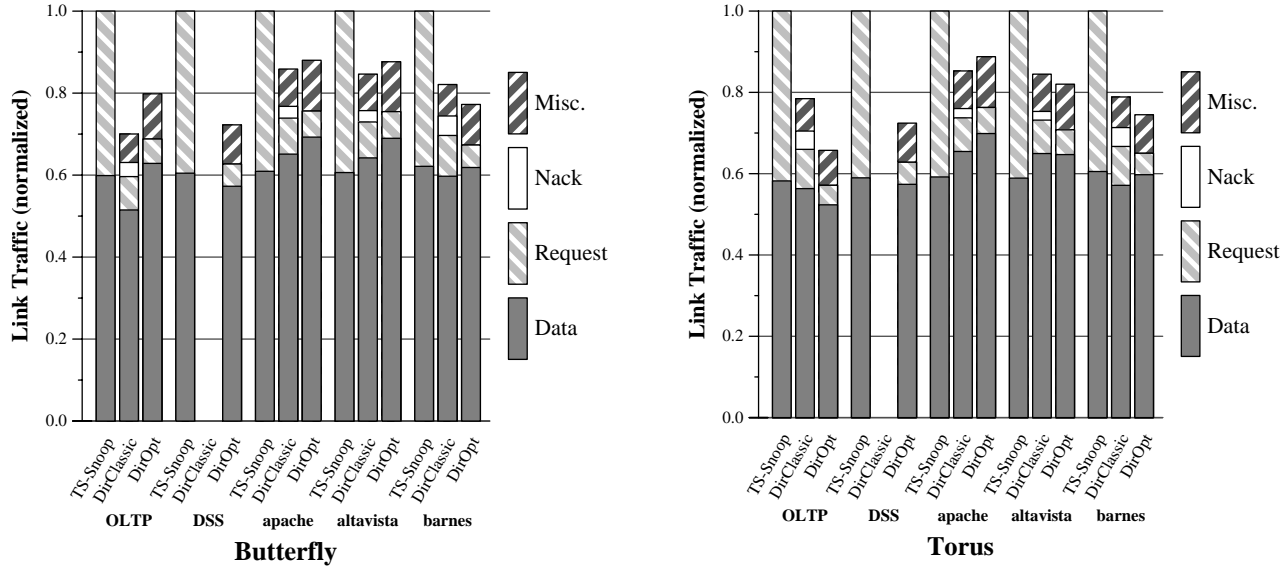 Link Traffic (normalized)
1.0
0.8
0.6
0.4
0.2
0.0
Misc.
Nack
Request
Data
TS-Snoop
DirClassic
DirOpt
TS-Snoop
DirClassic
DirOpt
TS-Snoop
DirClassic
DirOpt
TS-Snoop
DirClassic
DirOpt
TS-Snoop
DirClassic
DirOpt
OLTP DSS apache altavista barnes
Butterfly
Link Traffic (normalized)
1.0
0.8
0.6
0.4
0.2
0.0
Misc.
Nack
Request
Data
TS-Snoop
DirClassic
DirOpt
TS-Snoop
DirClassic
DirOpt
TS-Snoop
DirClassic
DirOpt
TS-Snoop
DirClassic
DirOpt
TS-Snoop
DirClassic
DirOpt
OLTP DSS apache altavista barnes
Torus